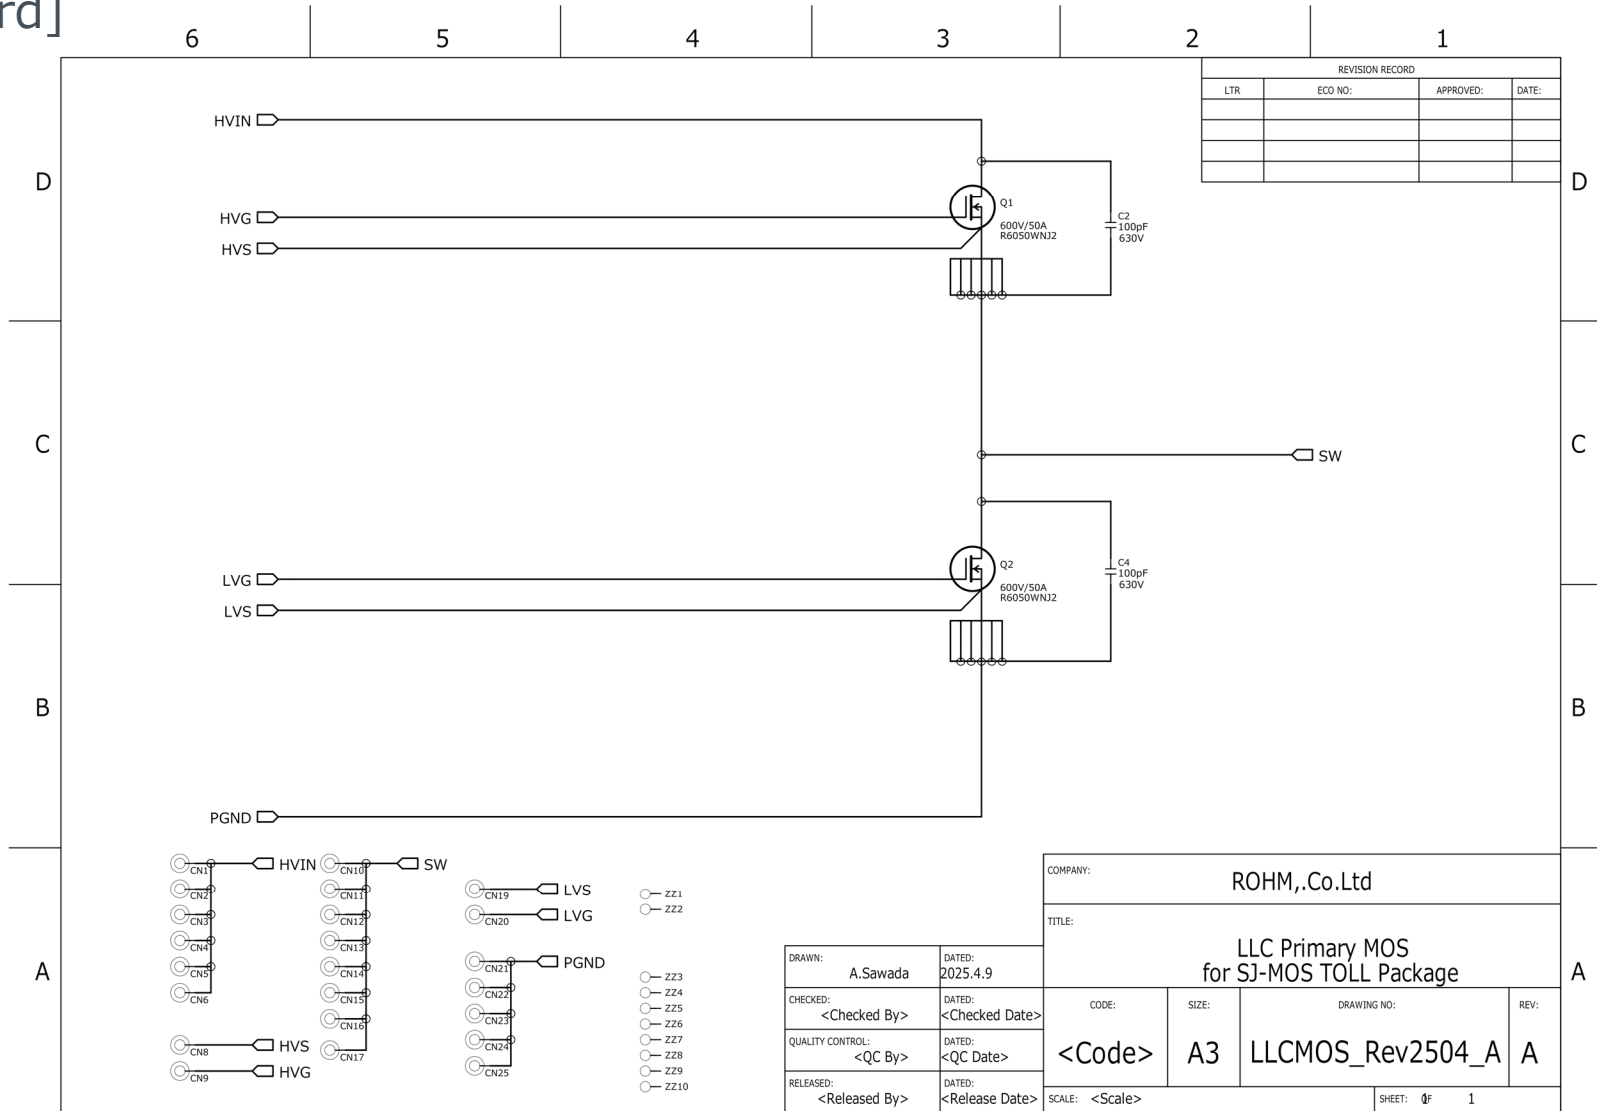 rd]
6 5 4 3 2 1
REVISION RECORD
LTR ECO NO: APPROVED: DATE:
HVIN
D D
HVG
HVS
Q1
600V/50A
R6050WNJ2
C2
100pF
630V
C C
SW
LVG
LVS
Q2
600V/50A
R6050WNJ2
C4
100pF
630V
B B
PGND
CN1 HVIN
CN2
CN3
CN4
CN5
CN6
CN8 HVS
CN9 HVG
CN10 SW
CN11
CN12
CN13
CN14
CN15
CN16
CN17
CN19 LVS
CN20 LVG
CN21 PGND
CN22
CN23
CN24
CN25
ZZ1
ZZ2
ZZ3
ZZ4
ZZ5
ZZ6
ZZ7
ZZ8
ZZ9
ZZ10
A A
DRAWN: DATED:
A.Sawada 2025.4.9
CHECKED: DATED:
<Checked By> <Checked Date>
QUALITY CONTROL: DATED:
<QC By> <QC Date>
RELEASED: DATED:
<Released By> <Release Date>
COMPANY:
ROHM,.Co.Ltd
TITLE:
LLC Primary MOS
for SJ-MOS TOLL Package
CODE: SIZE: DRAWING NO: REV:
<Code> A3 LLCMOS_Rev2504_A A
SCALE: <Scale> SHEET: 1 OF 1